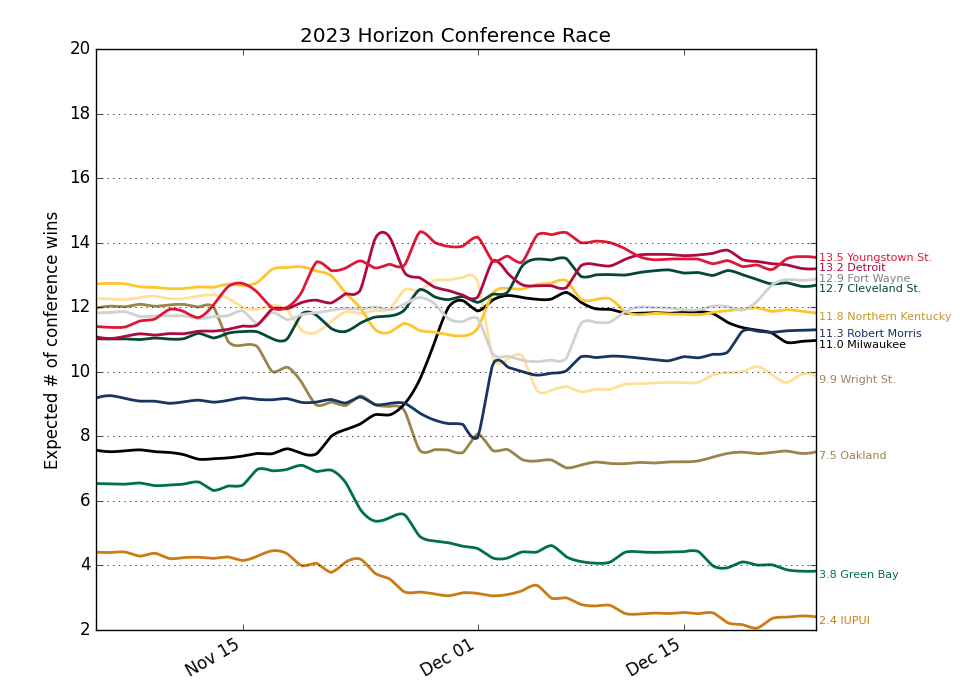 2023 Horizon Conference Race
Expected # of conference wins
20
18
16
14
12
10
8
6
4
2
Nov 15
Dec 01
Dec 15
13.5 Youngstown St.
13.2 Detroit
12.9 Fort Wayne
12.7 Cleveland St.
11.8 Northern Kentucky
11.3 Robert Morris
11.0 Milwaukee
9.9 Wright St.
7.5 Oakland
3.8 Green Bay
2.4 IUPUI